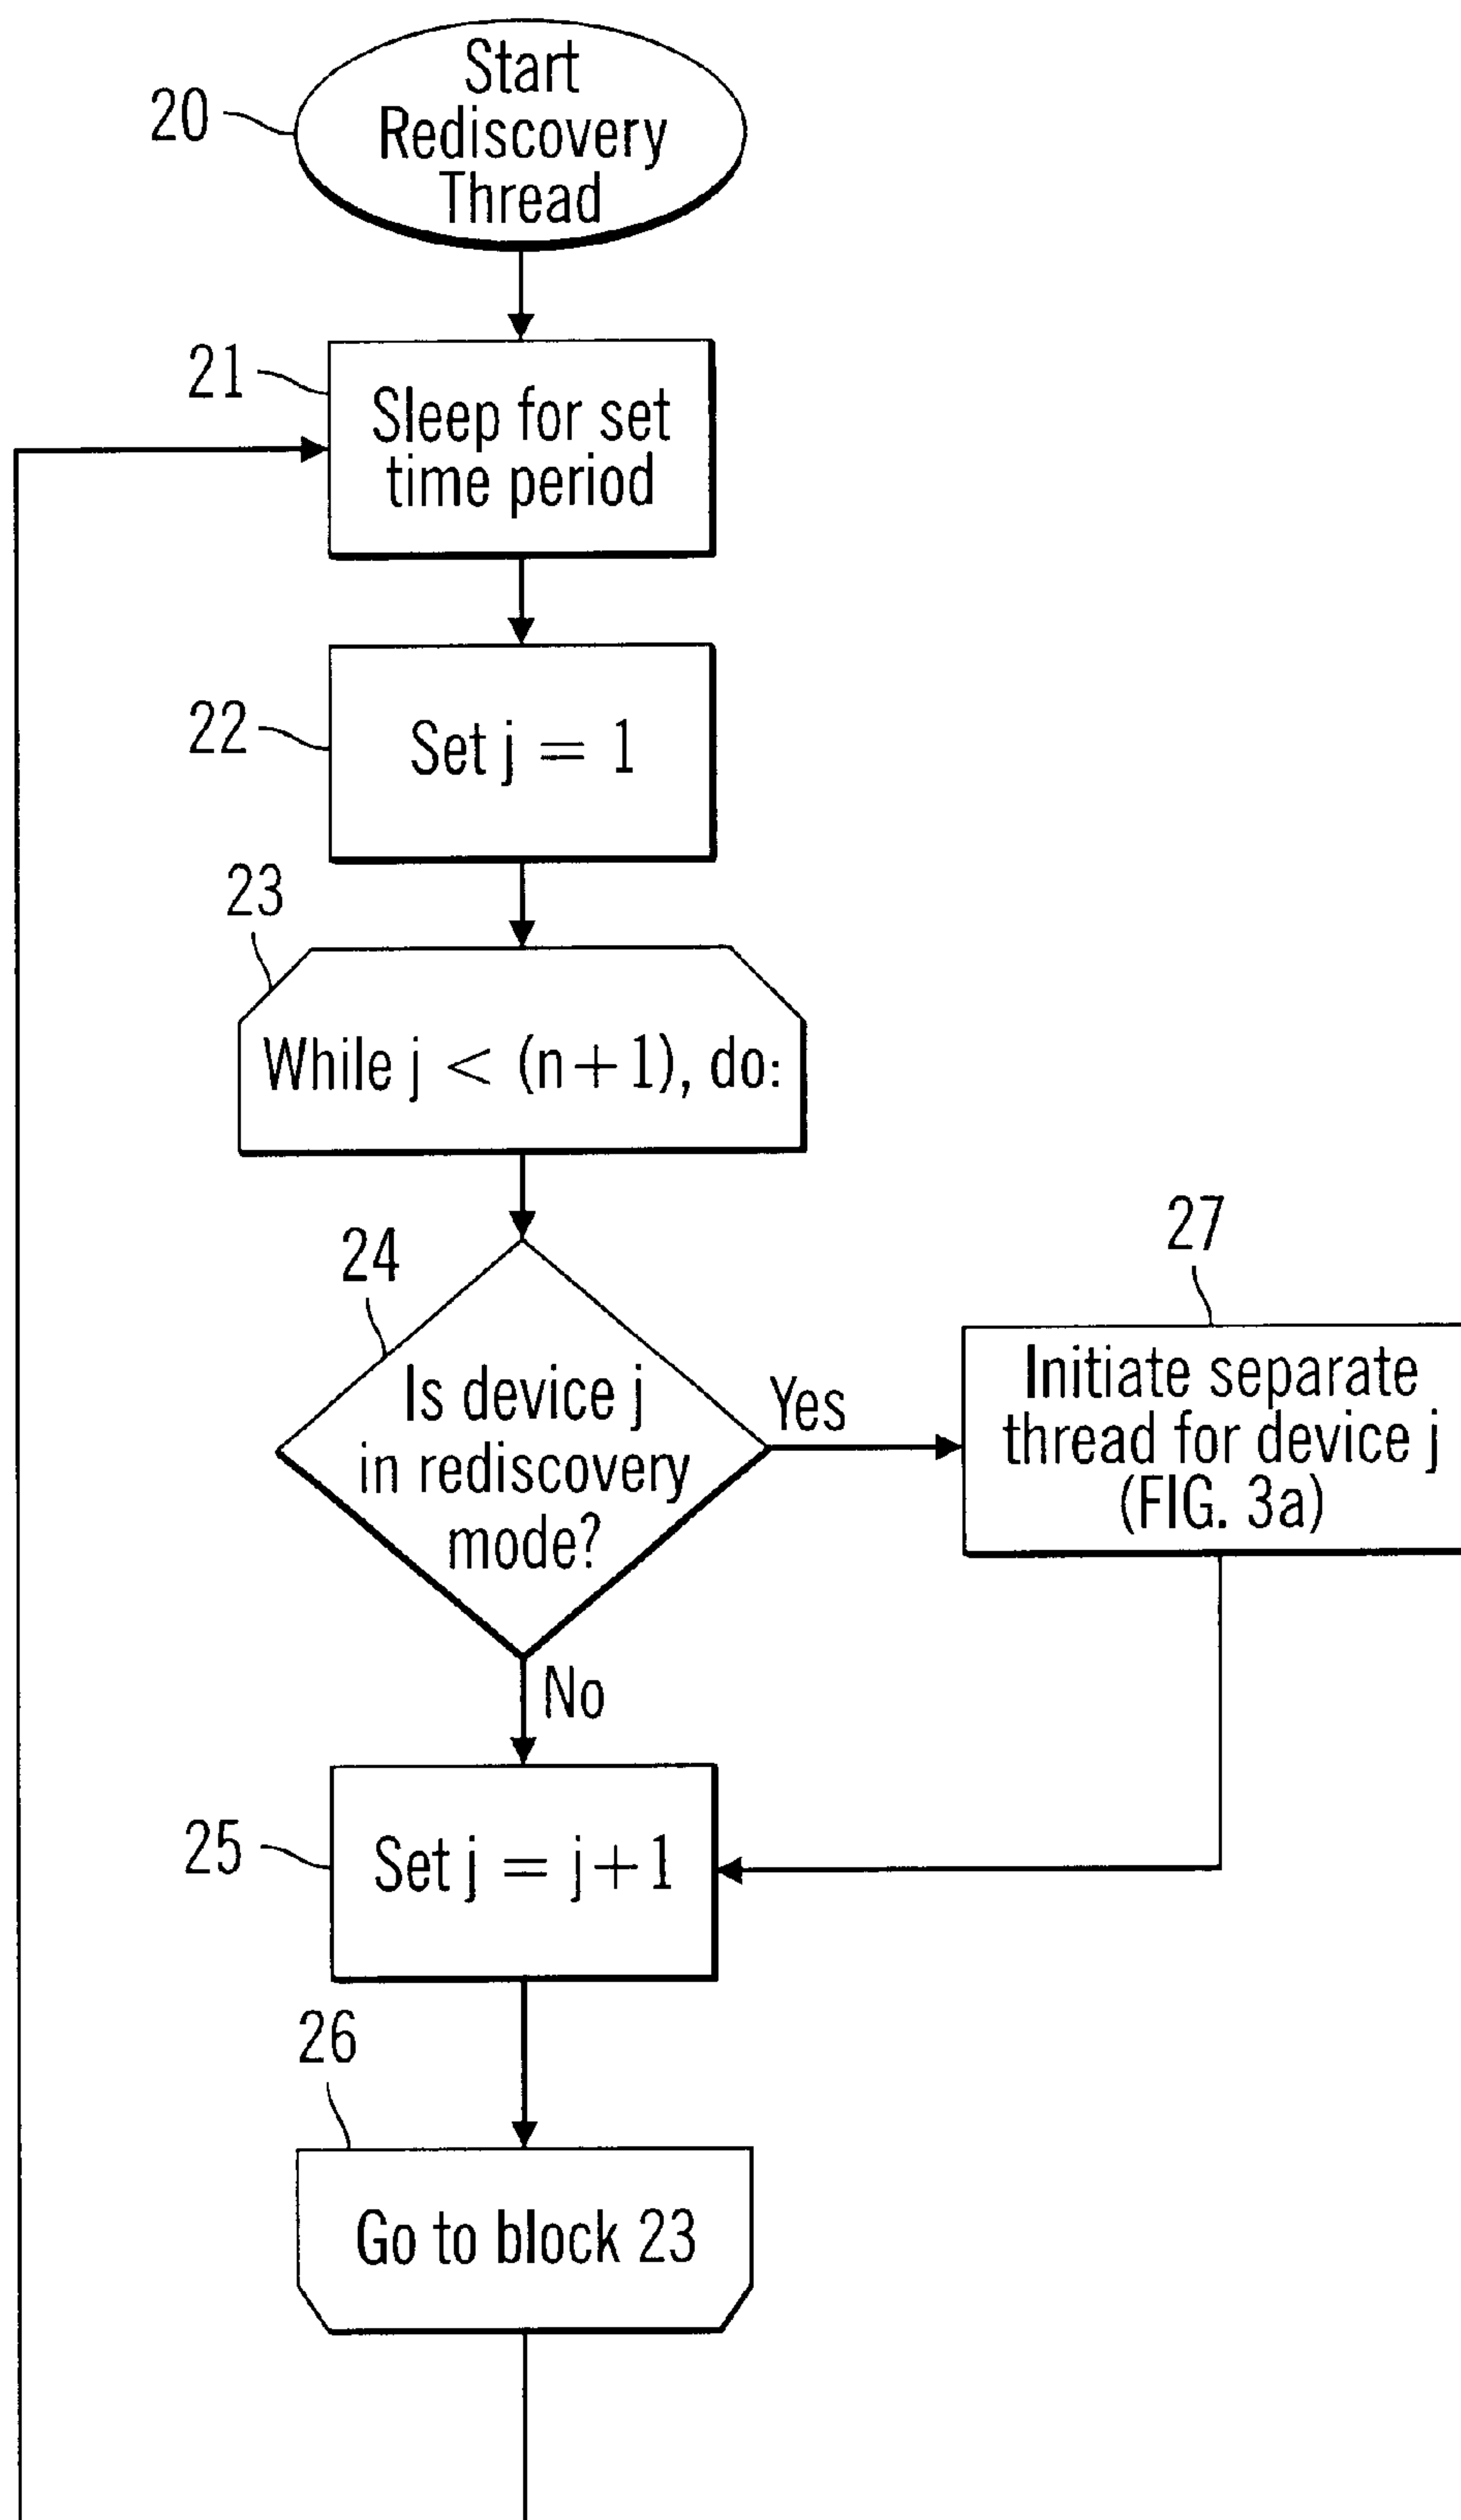 20
Start
Rediscovery
Thread
21
Sleep for set
time period
22
Set j = 1
23
While j < (n+1), do:
24
Is device j
in rediscovery
mode?
Yes
27
Initiate separate
thread for device j
(FIG. 3a)
No
25
Set j = j+1
26
Go to block 23